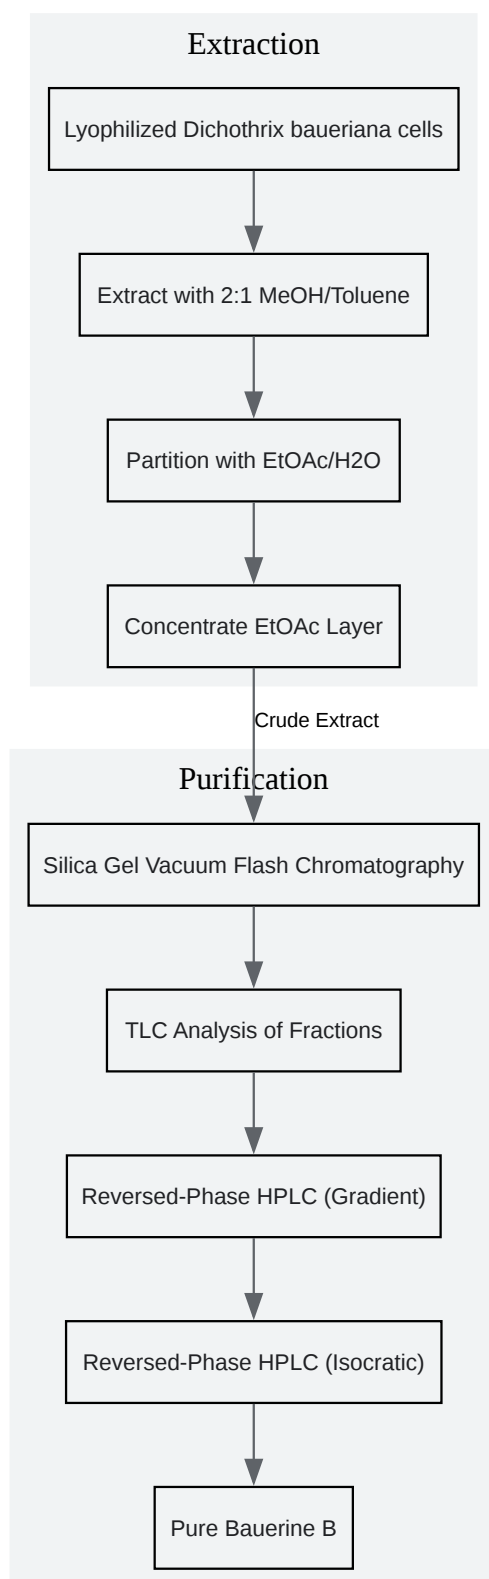 Extraction
Lyophilized Dichothrix baueriana cells
Extract with 2:1 MeOH/Toluene
Partition with EtOAc/H2O
Concentrate EtOAc Layer
Crude Extract
Purification
Silica Gel Vacuum Flash Chromatography
TLC Analysis of Fractions
Reversed-Phase HPLC (Gradient)
Reversed-Phase HPLC (Isocratic)
Pure Bauerine B